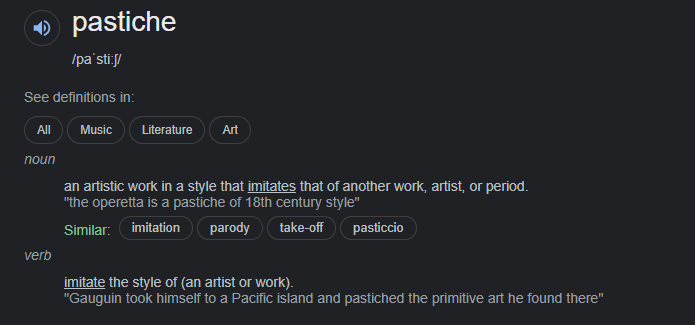 pastiche
/paˈstiːʃ/
See definitions in:
All Music Literature Art
noun
an artistic work in a style that imitates that of another work, artist, or period.
"the operetta is a pastiche of 18th century style"
Similar: imitation parody take-off pasticcio
verb
imitate the style of (an artist or work).
"Gauguin took himself to a Pacific island and pastiched the primitive art he found there"